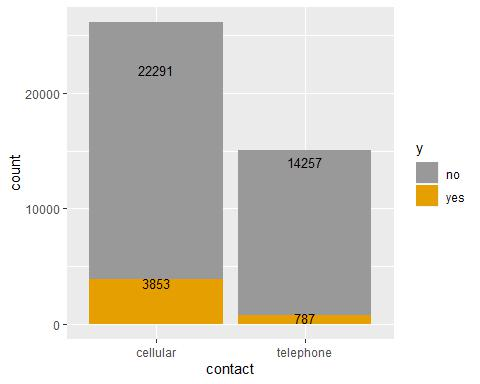 22291
20000
y
14257
no
count
yes
10000
3853
787
0
cellular
telephone
contact